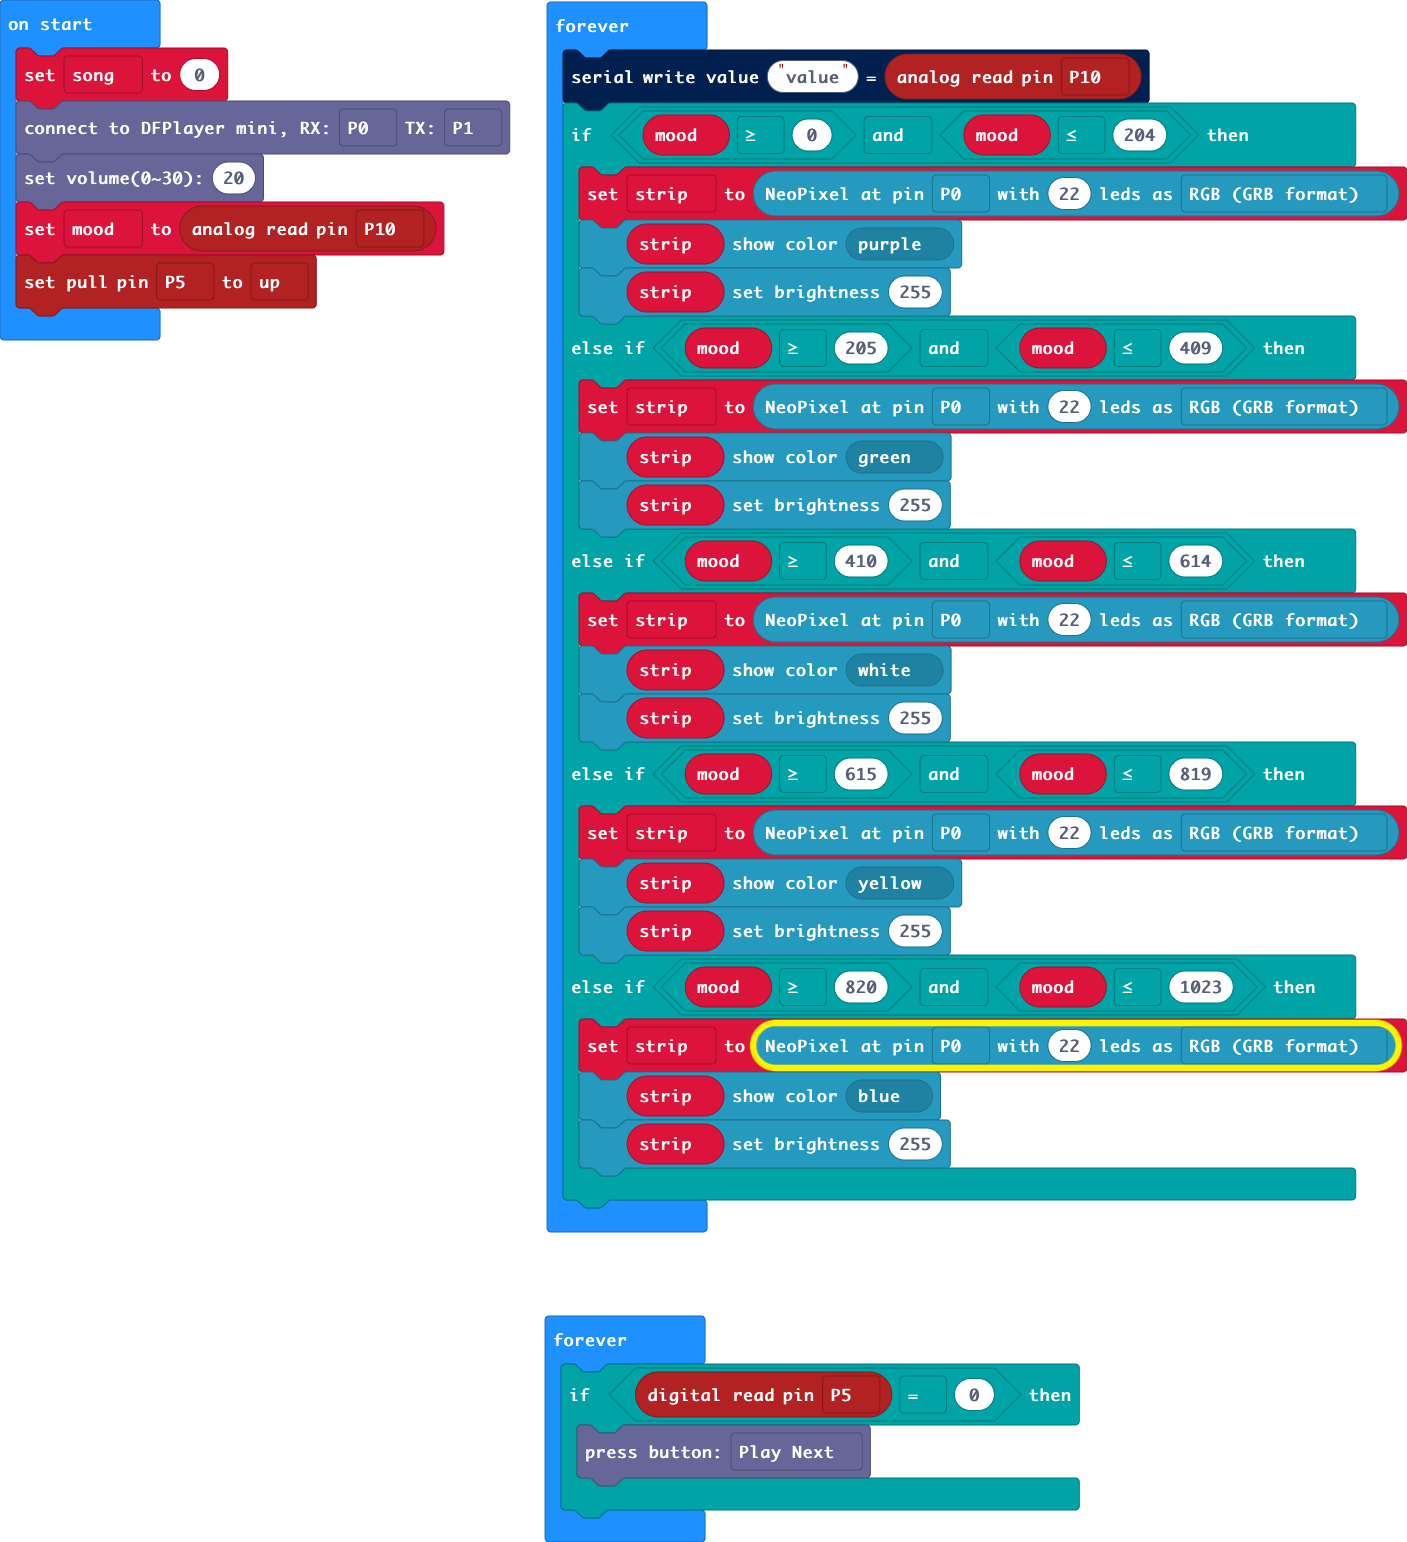 on start
set song to 0
connect to DFPlayer mini, RX: P0 TX: P1
set volume(0~30): 20
set mood to analog read pin P10
set pull pin P5 to up
forever
serial write value "value" = analog read pin P10
if mood ≥ 0 and mood ≤ 204 then
set strip to NeoPixel at pin P0 with 22 leds as RGB (GRB format)
strip show color purple
strip set brightness 255
else if mood ≥ 205 and mood ≤ 409 then
set strip to NeoPixel at pin P0 with 22 leds as RGB (GRB format)
strip show color green
strip set brightness 255
else if mood ≥ 410 and mood ≤ 614 then
set strip to NeoPixel at pin P0 with 22 leds as RGB (GRB format)
strip show color white
strip set brightness 255
else if mood ≥ 615 and mood ≤ 819 then
set strip to NeoPixel at pin P0 with 22 leds as RGB (GRB format)
strip show color yellow
strip set brightness 255
else if mood ≥ 820 and mood ≤ 1023 then
set strip to NeoPixel at pin P0 with 22 leds as RGB (GRB format)
strip show color blue
strip set brightness 255
forever
if digital read pin P5 = 0 then
press button: Play Next